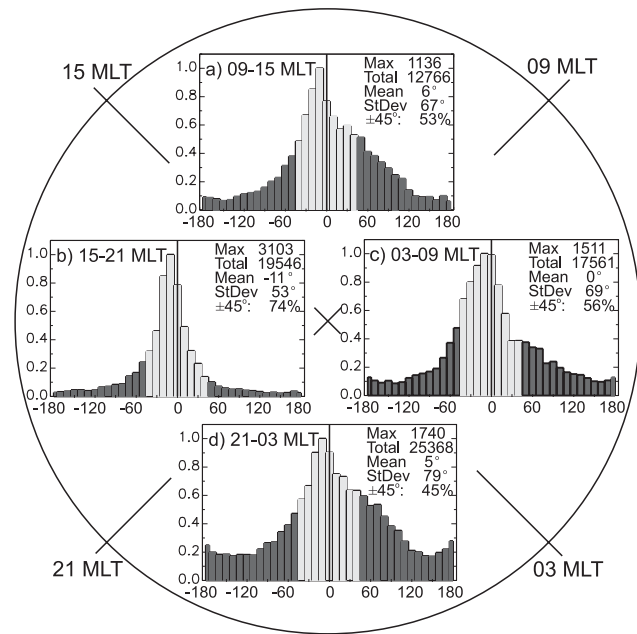 15 MLT
09 MLT
a) 09-15 MLT
Max 1136
Total 12766
Mean 6°
StDev 67°
±45°: 53%
1.0
0.8
0.6
0.4
0.2
0.0
-180 -120 -60 0 60 120 180
b) 15-21 MLT
Max 3103
Total 19546
Mean -11°
StDev 53°
±45°: 74%
1.0
0.8
0.6
0.4
0.2
0.0
-180 -120 -60 0 60 120 180
c) 03-09 MLT
Max 1511
Total 17561
Mean 0°
StDev 69°
±45°: 56%
1.0
0.8
0.6
0.4
0.2
0.0
-180 -120 -60 0 60 120 180
d) 21-03 MLT
Max 1740
Total 25368
Mean 5°
StDev 79°
±45°: 45%
1.0
0.8
0.6
0.4
0.2
0.0
-180 -120 -60 0 60 120 180
21 MLT
03 MLT